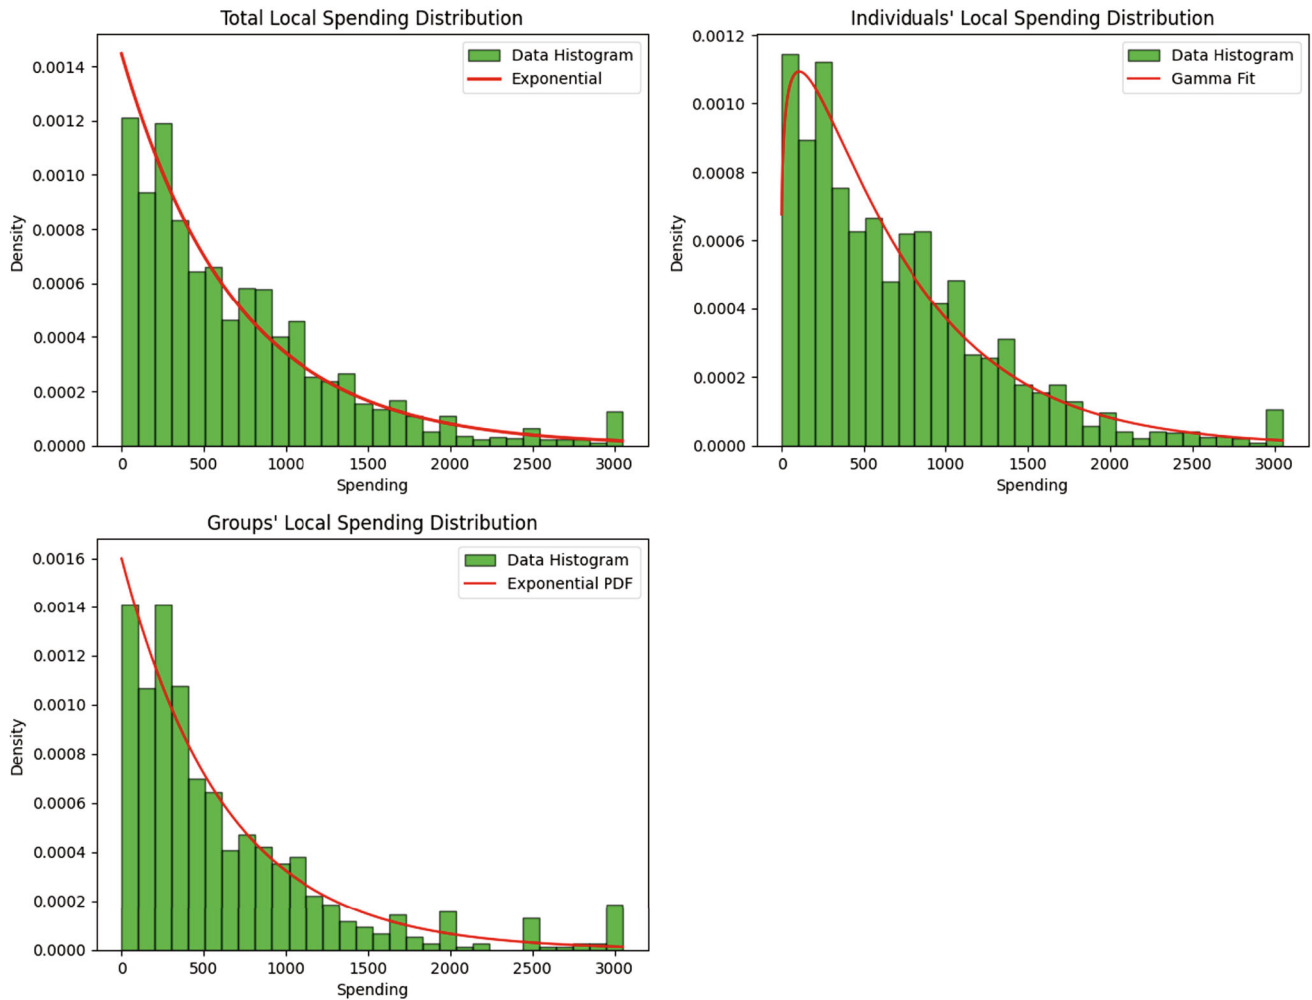 Total Local Spending Distribution
Data Histogram
Exponential
0.0014
0.0012
0.0010
0.0008
0.0006
0.0004
0.0002
0.0000
Density
0 500 1000 1500 2000 2500 3000
Spending
Individuals' Local Spending Distribution
Data Histogram
Gamma Fit
0.0012
0.0010
0.0008
0.0006
0.0004
0.0002
0.0000
Density
0 500 1000 1500 2000 2500 3000
Spending
Groups' Local Spending Distribution
Data Histogram
Exponential PDF
0.0016
0.0014
0.0012
0.0010
0.0008
0.0006
0.0004
0.0002
0.0000
Density
0 500 1000 1500 2000 2500 3000
Spending